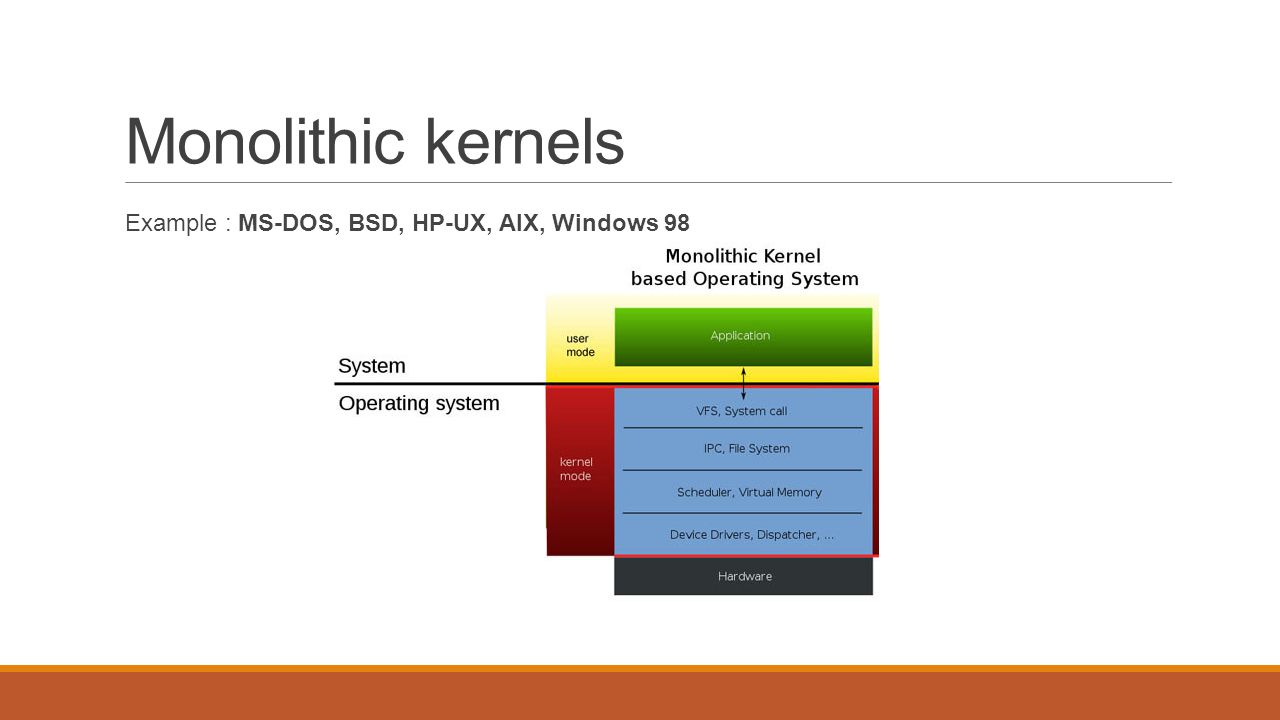 Monolithic kernels
Example : MS-DOS, BSD, HP-UX, AIX, Windows 98
Monolithic Kernel
based Operating System
user
mode
Application
System
Operating system
VFS, System call
IPC, File System
kernel
mode
Scheduler, Virtual Memory
Device Drivers, Dispatcher, ...
Hardware